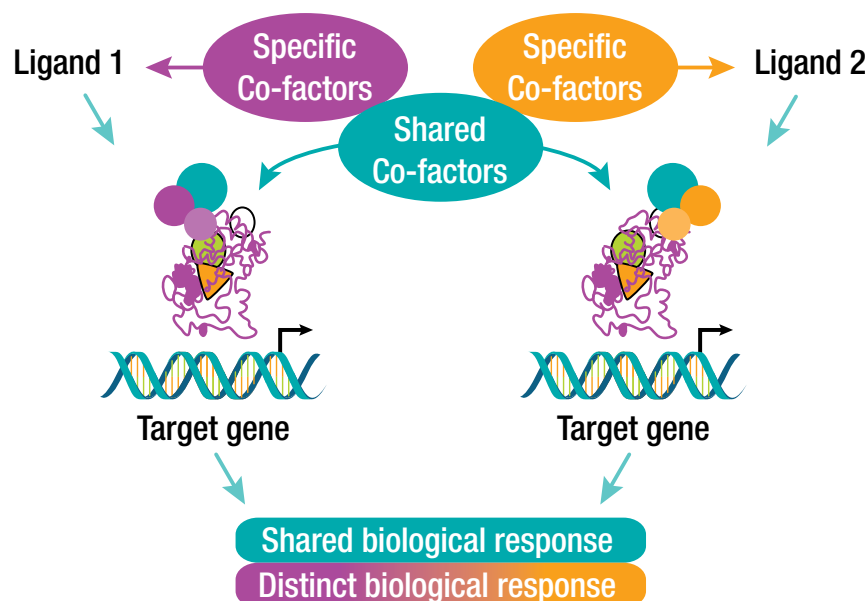 Ligand 1
Specific
Co-factors
Specific
Co-factors
Ligand 2
Shared
Co-factors
Target gene
Target gene
Shared biological response
Distinct biological response